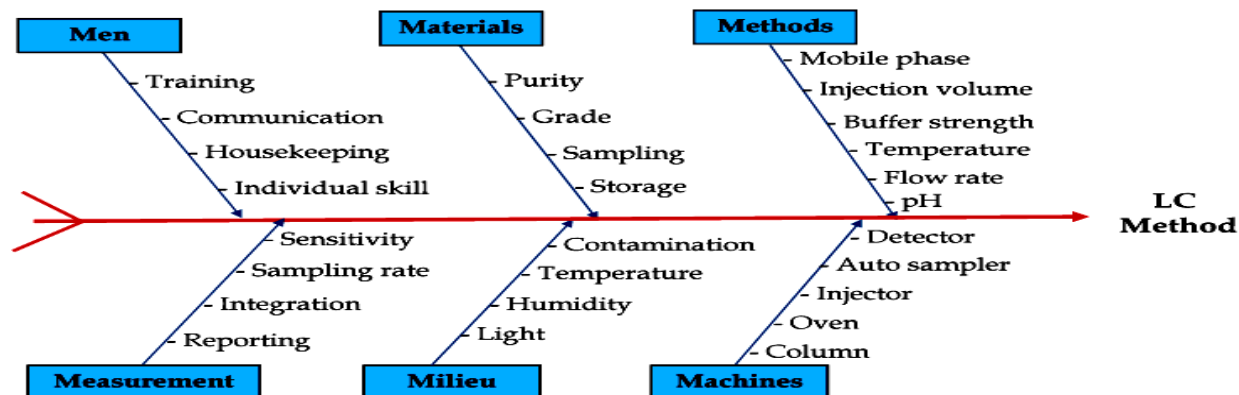 Men
- Training
- Communication
- Housekeeping
- Individual skill
Materials
- Purity
- Grade
- Sampling
- Storage
Methods
- Mobile phase
- Injection volume
- Buffer strength
- Temperature
- Flow rate
- pH
LC
Method
- Sensitivity
- Sampling rate
- Integration
- Reporting
Measurement
- Contamination
- Temperature
- Humidity
- Light
Milieu
- Detector
- Auto sampler
- Injector
- Oven
- Column
Machines